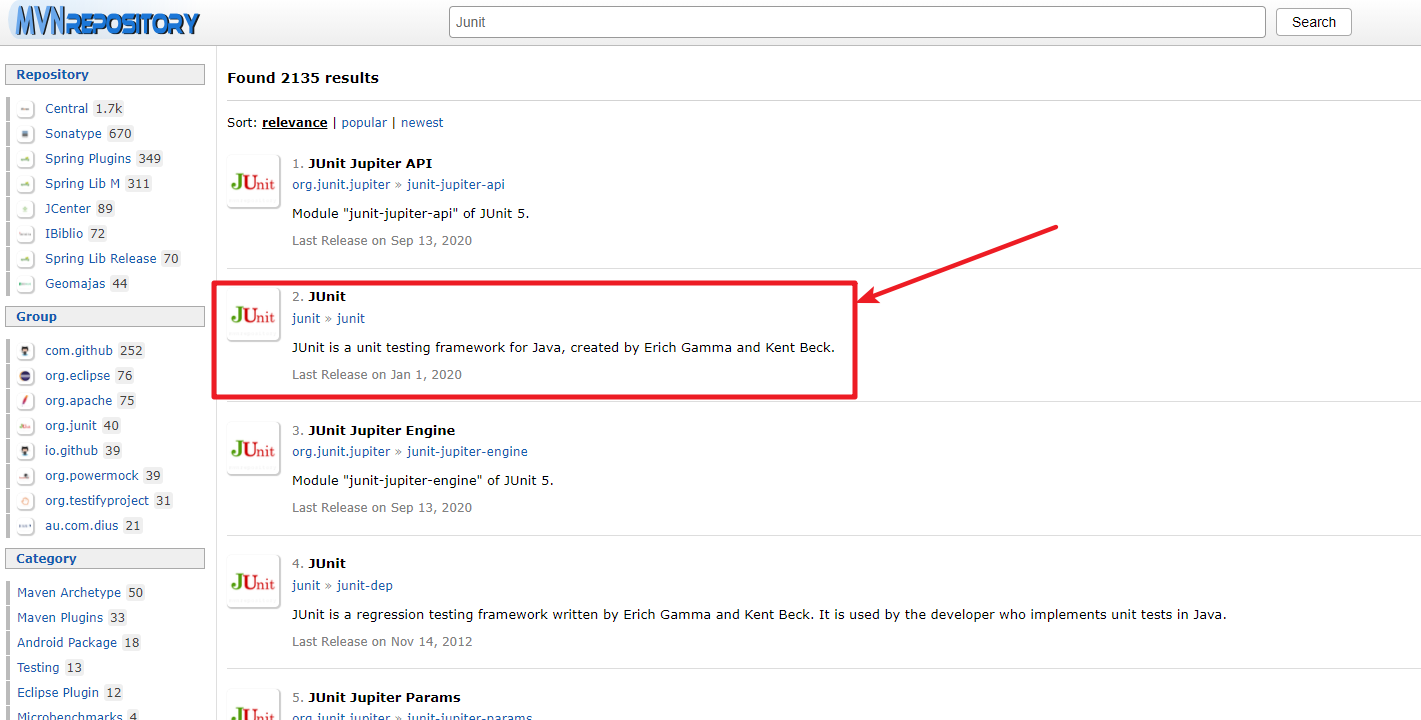 MVNREPOSITORY
Junit
Search
Repository
Central 1.7k
Sonatype 670
Spring Plugins 349
Spring Lib M 311
JCenter 89
IBiblio 72
Spring Lib Release 70
Geomajas 44
Group
com.github 252
org.eclipse 76
org.apache 75
org.junit 40
io.github 39
org.powermock 39
org.testifyproject 31
au.com.dius 21
Category
Maven Archetype 50
Maven Plugins 33
Android Package 18
Testing 13
Eclipse Plugin 12
Microbenchmarks 4
Found 2135 results
Sort: relevance | popular | newest
JUnit
1. JUnit Jupiter API
org.junit.jupiter » junit-jupiter-api
Module "junit-jupiter-api" of JUnit 5.
Last Release on Sep 13, 2020
JUnit
2. JUnit
junit » junit
JUnit is a unit testing framework for Java, created by Erich Gamma and Kent Beck.
Last Release on Jan 1, 2020
JUnit
3. JUnit Jupiter Engine
org.junit.jupiter » junit-jupiter-engine
Module "junit-jupiter-engine" of JUnit 5.
Last Release on Sep 13, 2020
JUnit
4. JUnit
junit » junit-dep
JUnit is a regression testing framework written by Erich Gamma and Kent Beck. It is used by the developer who implements unit tests in Java.
Last Release on Nov 14, 2012
JUnit
5. JUnit Jupiter Params
org.junit.jupiter » junit-jupiter-params